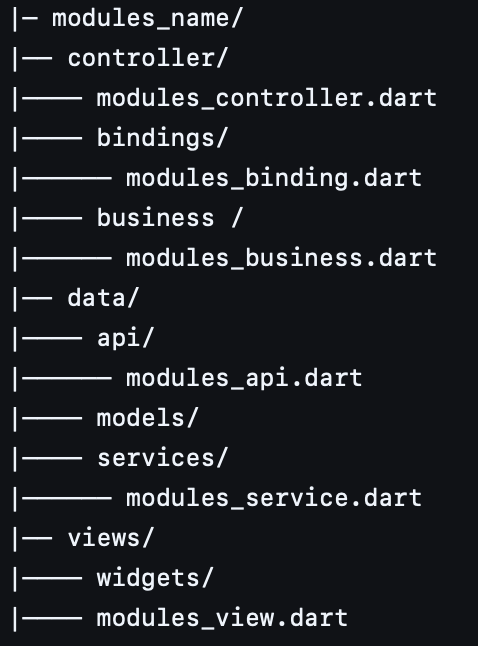 |─ modules_name/
|── controller/
|──── modules_controller.dart
|──── bindings/
|────── modules_binding.dart
|──── business /
|────── modules_business.dart
|── data/
|──── api/
|────── modules_api.dart
|──── models/
|──── services/
|────── modules_service.dart
|── views/
|──── widgets/
|──── modules_view.dart